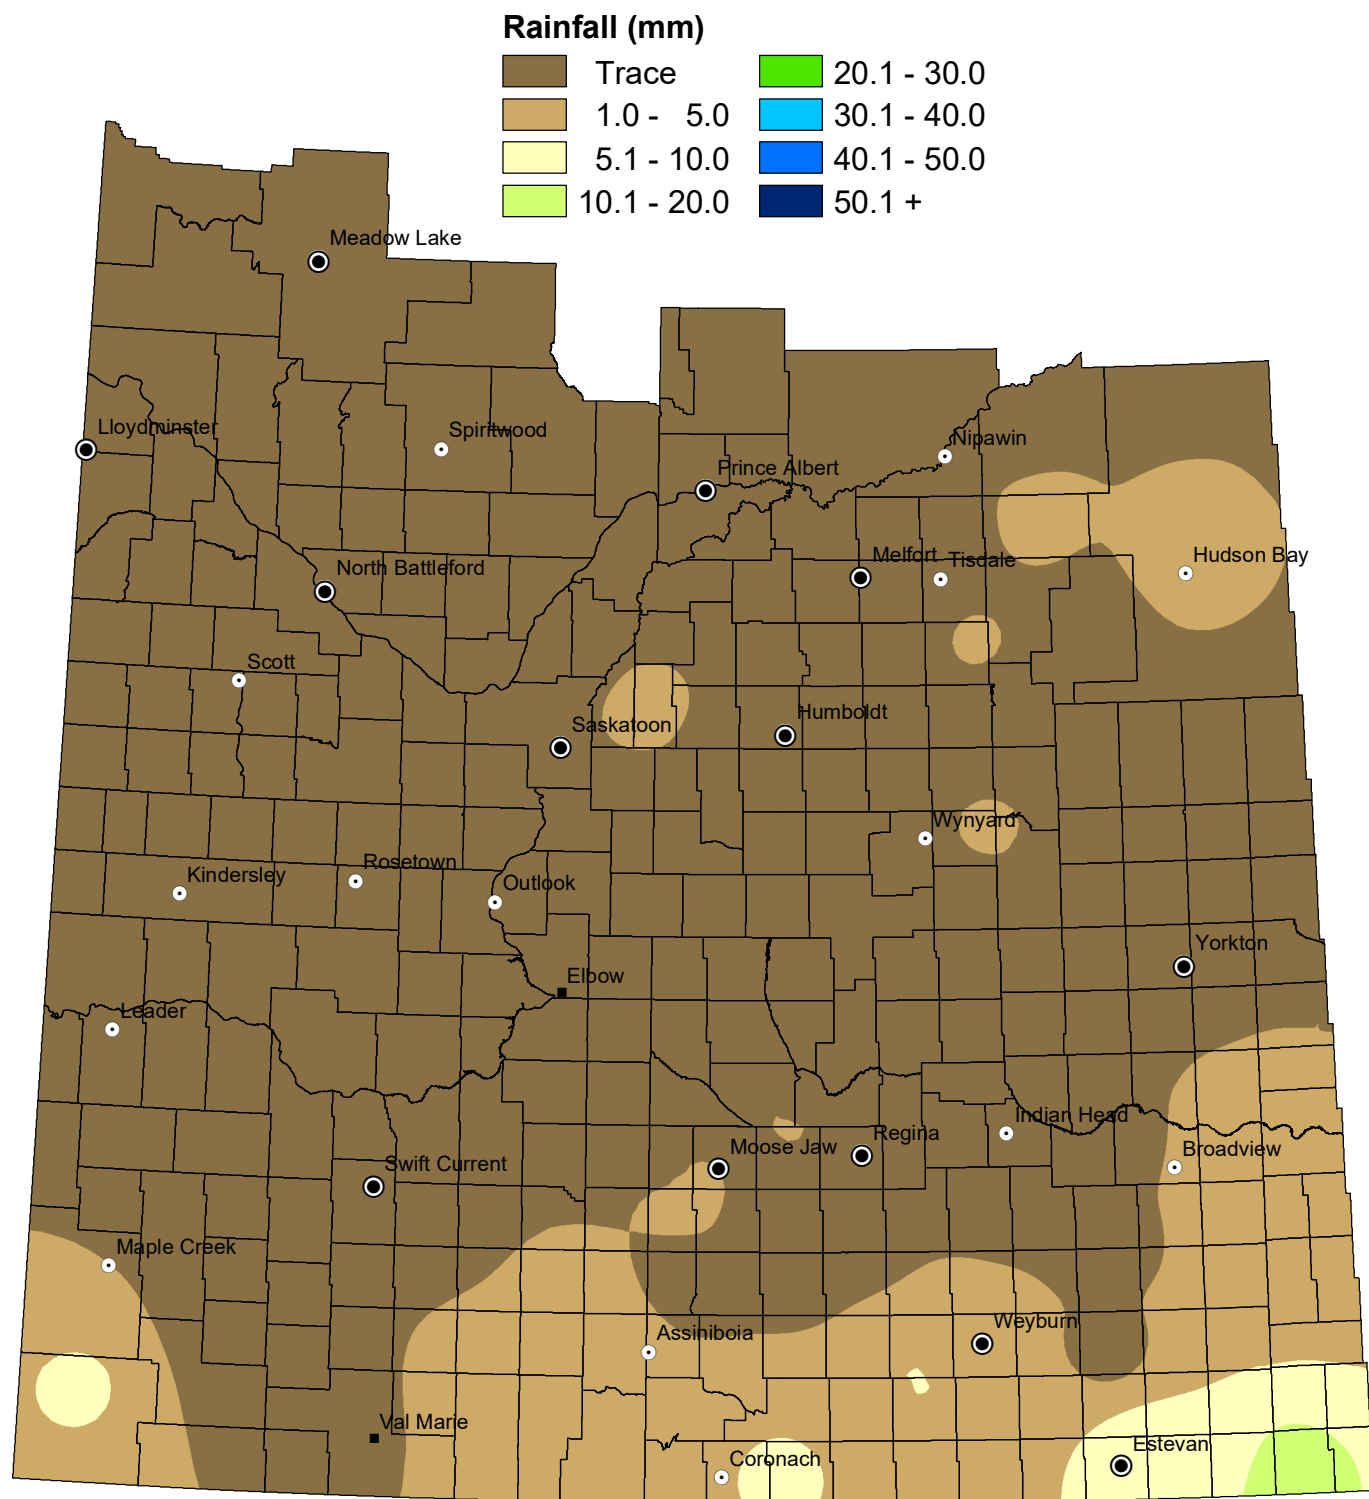 Rainfall (mm)
Trace
20.1 - 30.0
1.0 - 5.0
30.1 - 40.0
5.1 - 10.0
40.1 - 50.0
10.1 - 20.0
50.1 +
Meadow Lake
Lloydminster
Spiritwood
Nipawin
Prince Albert
Melfort
Tisdale
Hudson Bay
North Battleford
Scott
Saskatoon
Humboldt
Wynyard
Rosetown
Kindersley
Outlook
Yorkton
Elbow
Leader
Indian Head
Regina
Moose Jaw
Broadview
Swift Current
Maple Creek
Weyburn
Assiniboia
Val Marie
Estevan
Coronach